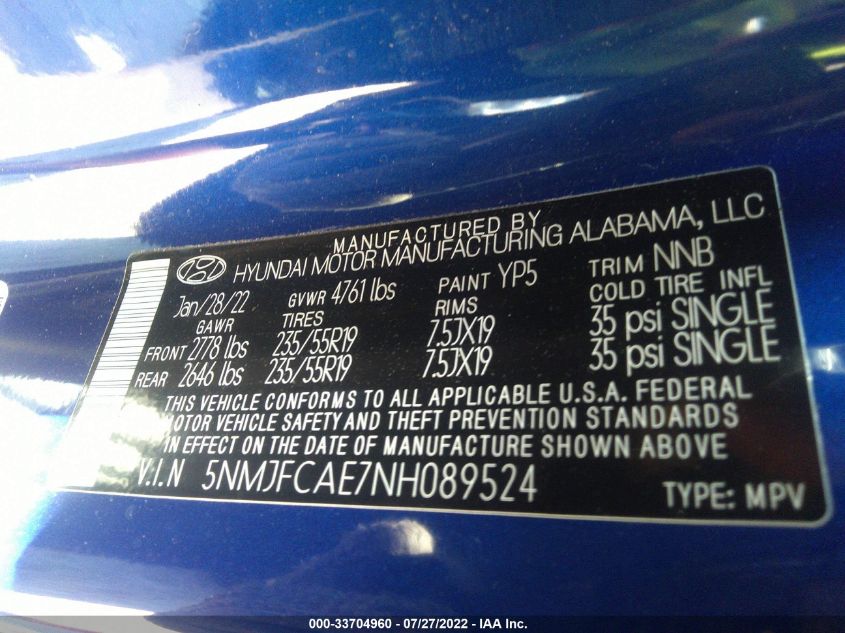 MANUFACTURED BY
HYUNDAI MOTOR MANUFACTURING ALABAMA, LLC
Jan/28/22 GVWR 4761 lbs PAINT YP5 TRIM NNB
GAWR TIRES RIMS COLD TIRE INFL
FRONT 2778 lbs 235/55R19 7.5JX19 35 psi SINGLE
REAR 2646 lbs 235/55R19 7.5JX19 35 psi SINGLE
THIS VEHICLE CONFORMS TO ALL APPLICABLE U.S.A. FEDERAL
MOTOR VEHICLE SAFETY AND THEFT PREVENTION STANDARDS
IN EFFECT ON THE DATE OF MANUFACTURE SHOWN ABOVE
V.I.N 5NMJFCAE7NH089524 TYPE: MPV
000-33704960 - 07/27/2022 - IAA Inc.